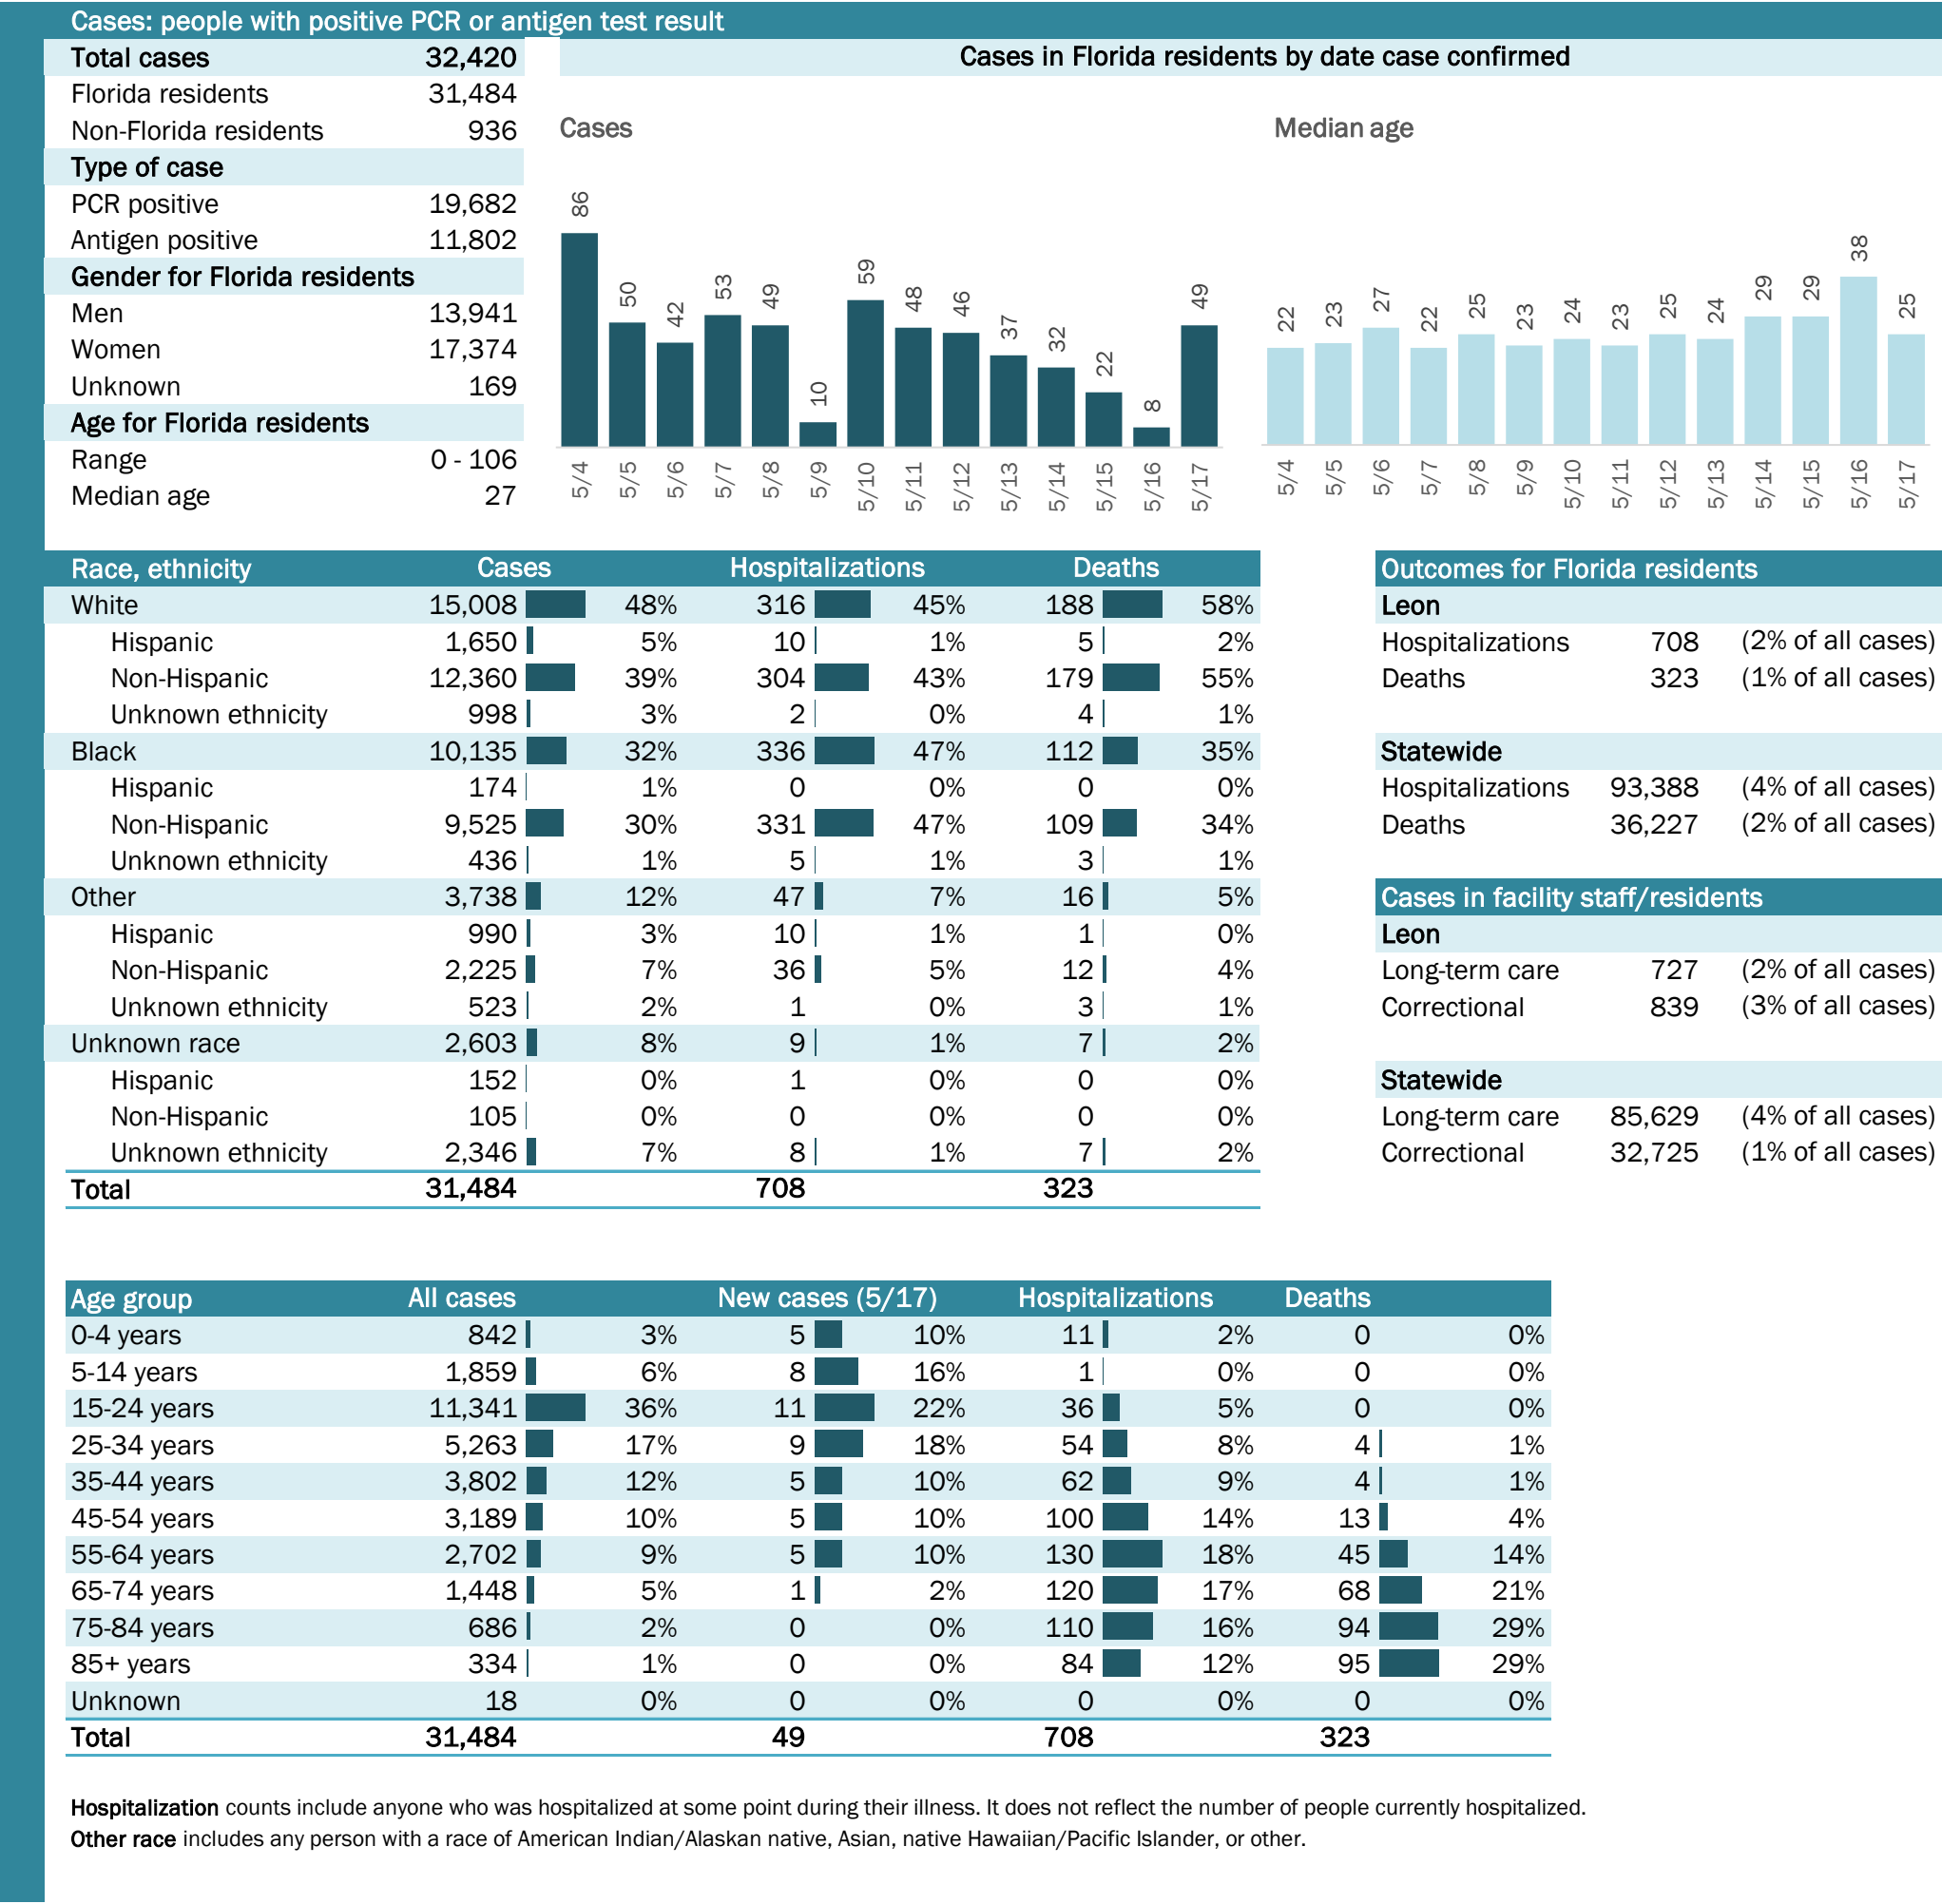 Cases: people with positive PCR or antigen test result
Total cases 32,420
Florida residents 31,484
Non-Florida residents 936
Type of case
PCR positive 19,682
Antigen positive 11,802
Gender for Florida residents
Men 13,941
Women 17,374
Unknown 169
Age for Florida residents
Range 0 - 106
Median age 27
Cases in Florida residents by date case confirmed
Cases
86 50 42 53 49 10 59 48 46 37 32 22 8 49
5/4 5/5 5/6 5/7 5/8 5/9 5/10 5/11 5/12 5/13 5/14 5/15 5/16 5/17
Median age
22 23 27 22 25 23 24 23 25 24 29 29 38 25
5/4 5/5 5/6 5/7 5/8 5/9 5/10 5/11 5/12 5/13 5/14 5/15 5/16 5/17
Race, ethnicity Cases Hospitalizations Deaths
White 15,008 48% 316 45% 188 58%
Hispanic 1,650 5% 10 1% 5 2%
Non-Hispanic 12,360 39% 304 43% 179 55%
Unknown ethnicity 998 3% 2 0% 4 1%
Black 10,135 32% 336 47% 112 35%
Hispanic 174 1% 0 0% 0 0%
Non-Hispanic 9,525 30% 331 47% 109 34%
Unknown ethnicity 436 1% 5 1% 3 1%
Other 3,738 12% 47 7% 16 5%
Hispanic 990 3% 10 1% 1 0%
Non-Hispanic 2,225 7% 36 5% 12 4%
Unknown ethnicity 523 2% 1 0% 3 1%
Unknown race 2,603 8% 9 1% 7 2%
Hispanic 152 0% 1 0% 0 0%
Non-Hispanic 105 0% 0 0% 0 0%
Unknown ethnicity 2,346 7% 8 1% 7 2%
Total 31,484 708 323
Outcomes for Florida residents
Leon
Hospitalizations 708 (2% of all cases)
Deaths 323 (1% of all cases)
Statewide
Hospitalizations 93,388 (4% of all cases)
Deaths 36,227 (2% of all cases)
Cases in facility staff/residents
Leon
Long-term care 727 (2% of all cases)
Correctional 839 (3% of all cases)
Statewide
Long-term care 85,629 (4% of all cases)
Correctional 32,725 (1% of all cases)
Age group All cases New cases (5/17) Hospitalizations Deaths
0-4 years 842 3% 5 10% 11 2% 0 0%
5-14 years 1,859 6% 8 16% 1 0% 0 0%
15-24 years 11,341 36% 11 22% 36 5% 0 0%
25-34 years 5,263 17% 9 18% 54 8% 4 1%
35-44 years 3,802 12% 5 10% 62 9% 4 1%
45-54 years 3,189 10% 5 10% 100 14% 13 4%
55-64 years 2,702 9% 5 10% 130 18% 45 14%
65-74 years 1,448 5% 1 2% 120 17% 68 21%
75-84 years 686 2% 0 0% 110 16% 94 29%
85+ years 334 1% 0 0% 84 12% 95 29%
Unknown 18 0% 0 0% 0 0% 0 0%
Total 31,484 49 708 323
Hospitalization counts include anyone who was hospitalized at some point during their illness. It does not reflect the number of people currently hospitalized.
Other race includes any person with a race of American Indian/Alaskan native, Asian, native Hawaiian/Pacific Islander, or other.